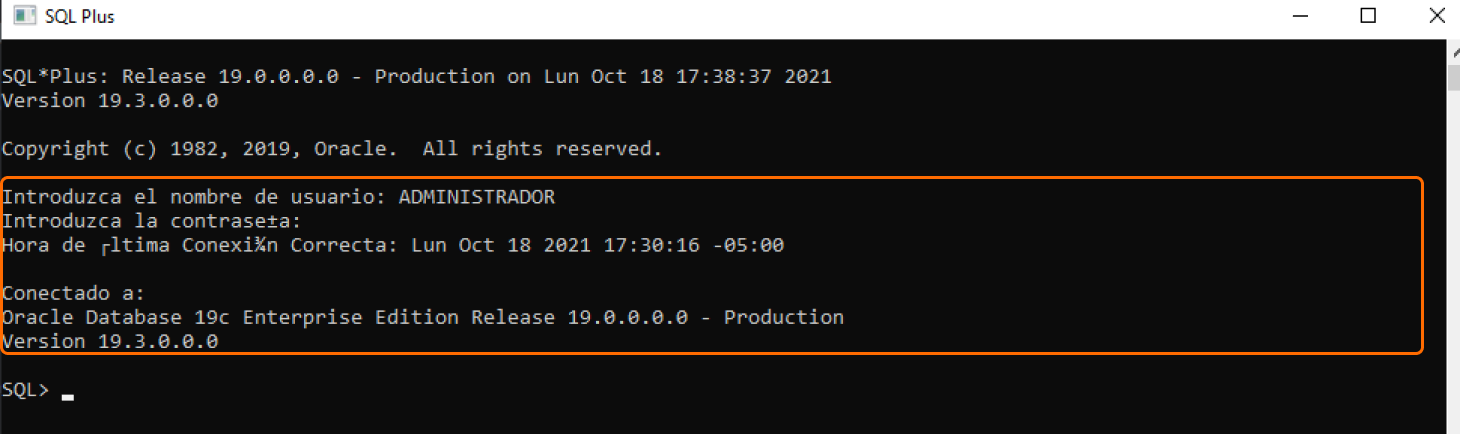 SQL Plus
SQL*Plus: Release 19.0.0.0.0 - Production on Lun Oct 18 17:38:37 2021
Version 19.3.0.0.0
Copyright (c) 1982, 2019, Oracle.  All rights reserved.
Introduzca el nombre de usuario: ADMINISTRADOR
Introduzca la contrase±a:
Hora de ┌ltima Conexi¾n Correcta: Lun Oct 18 2021 17:30:16 -05:00
Conectado a:
Oracle Database 19c Enterprise Edition Release 19.0.0.0.0 - Production
Version 19.3.0.0.0
SQL> _